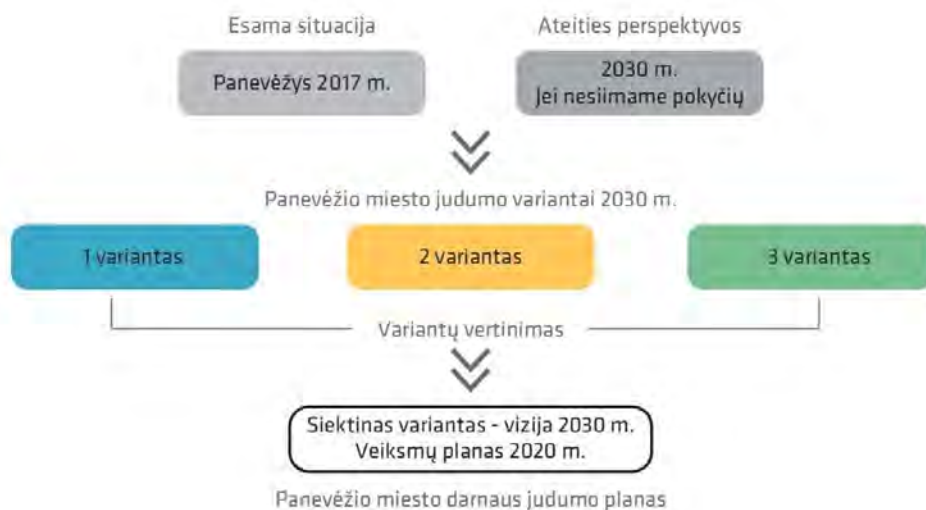 Esama situacija
Ateities perspektyvos
Panevėžys 2017 m.
2030 m.
Jei nesiimame pokyčių
Panevėžio miesto judumo variantai 2030 m.
1 variantas
2 variantas
3 variantas
Variantų vertinimas
Siektinas variantas - vizija 2030 m.
Veiksmų planas 2020 m.
Panevėžio miesto darnaus judumo planas